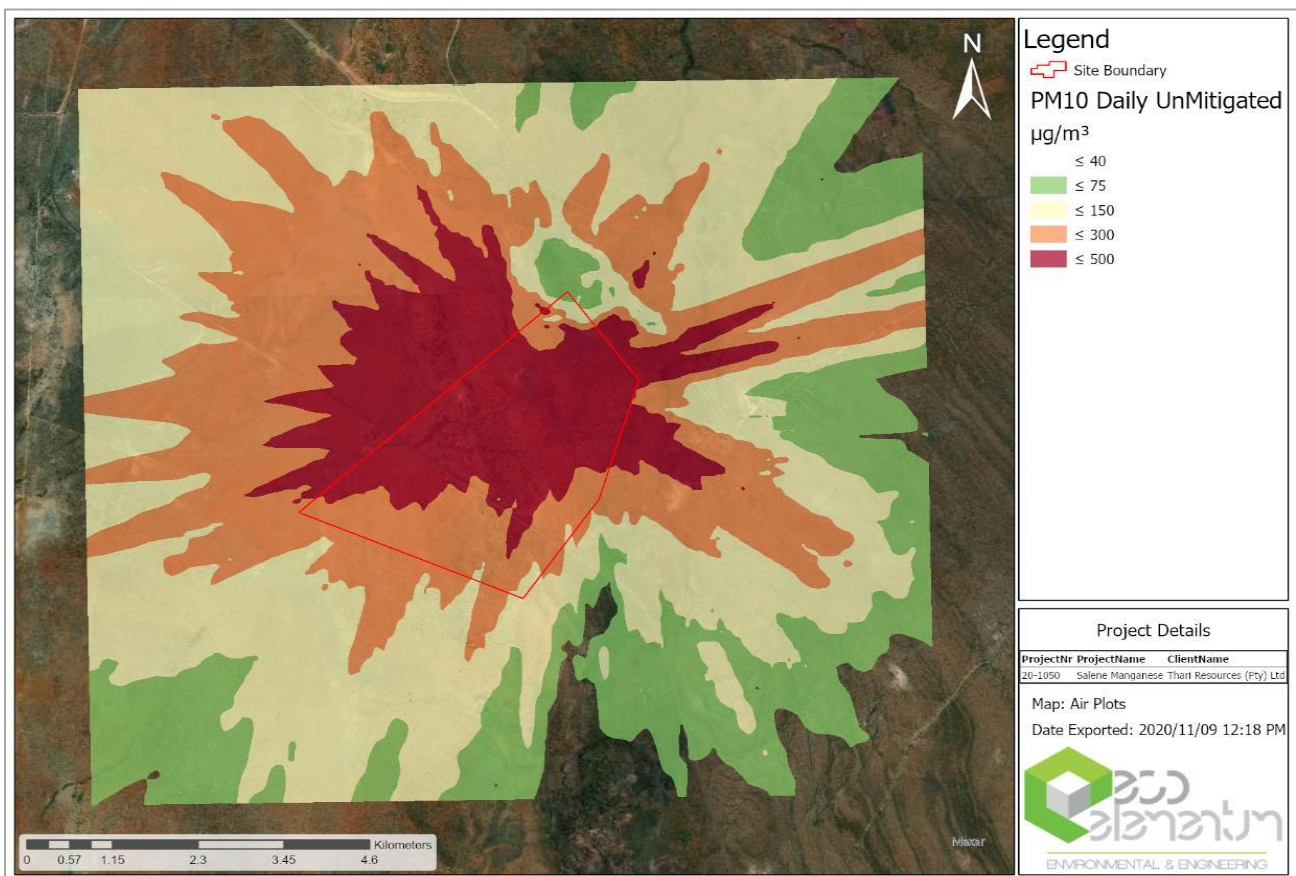 N
Legend
Site Boundary
PM10 Daily UnMitigated
µg/m³
≤ 40
≤ 75
≤ 150
≤ 300
≤ 500
Project Details
ProjectNr ProjectName ClientName
20-1050 Salene Manganese Thari Resources (Pty) Ltd
Map: Air Plots
Date Exported: 2020/11/09 12:18 PM
eco
elementum
ENVIRONMENTAL & ENGINEERING
Maxar
Kilometers
0 0.57 1.15 2.3 3.45 4.6